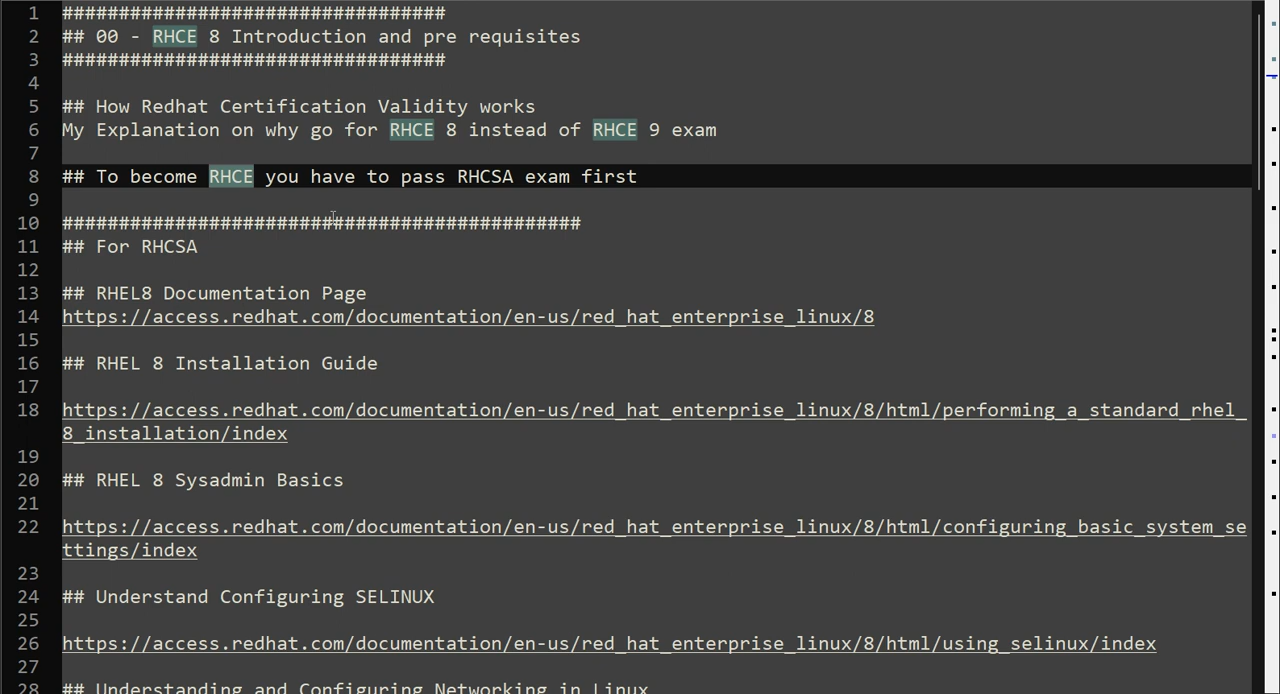 1 ##################################
2 ## 00 - RHCE 8 Introduction and pre requisites
3 ##################################
4
5 ## How Redhat Certification Validity works
6 My Explanation on why go for RHCE 8 instead of RHCE 9 exam
7
8 ## To become RHCE you have to pass RHCSA exam first
9
10 ##############################################
11 ## For RHCSA
12
13 ## RHEL8 Documentation Page
14 https://access.redhat.com/documentation/en-us/red_hat_enterprise_linux/8
15
16 ## RHEL 8 Installation Guide
17
18 https://access.redhat.com/documentation/en-us/red_hat_enterprise_linux/8/html/performing_a_standard_rhel_
8_installation/index
19
20 ## RHEL 8 Sysadmin Basics
21
22 https://access.redhat.com/documentation/en-us/red_hat_enterprise_linux/8/html/configuring_basic_system_se
ttings/index
23
24 ## Understand Configuring SELINUX
25
26 https://access.redhat.com/documentation/en-us/red_hat_enterprise_linux/8/html/using_selinux/index
27
28 ## Understanding and Configuring Networking in Linux